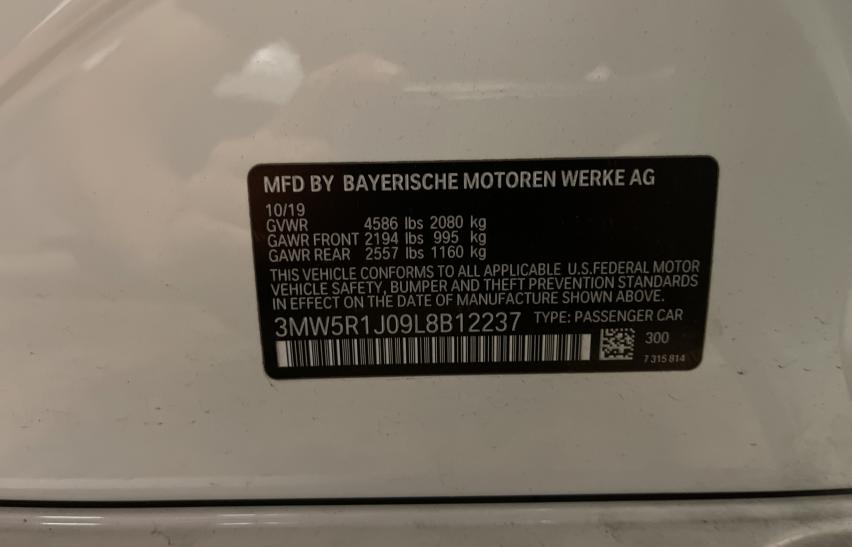 MFD BY BAYERISCHE MOTOREN WERKE AG
10/19
GVWR 4586 lbs 2080 kg
GAWR FRONT 2194 lbs 995 kg
GAWR REAR 2557 lbs 1160 kg
THIS VEHICLE CONFORMS TO ALL APPLICABLE U.S.FEDERAL MOTOR
VEHICLE SAFETY, BUMPER AND THEFT PREVENTION STANDARDS
IN EFFECT ON THE DATE OF MANUFACTURE SHOWN ABOVE.
3MW5R1J09L8B12237 TYPE: PASSENGER CAR
300
7 315 814